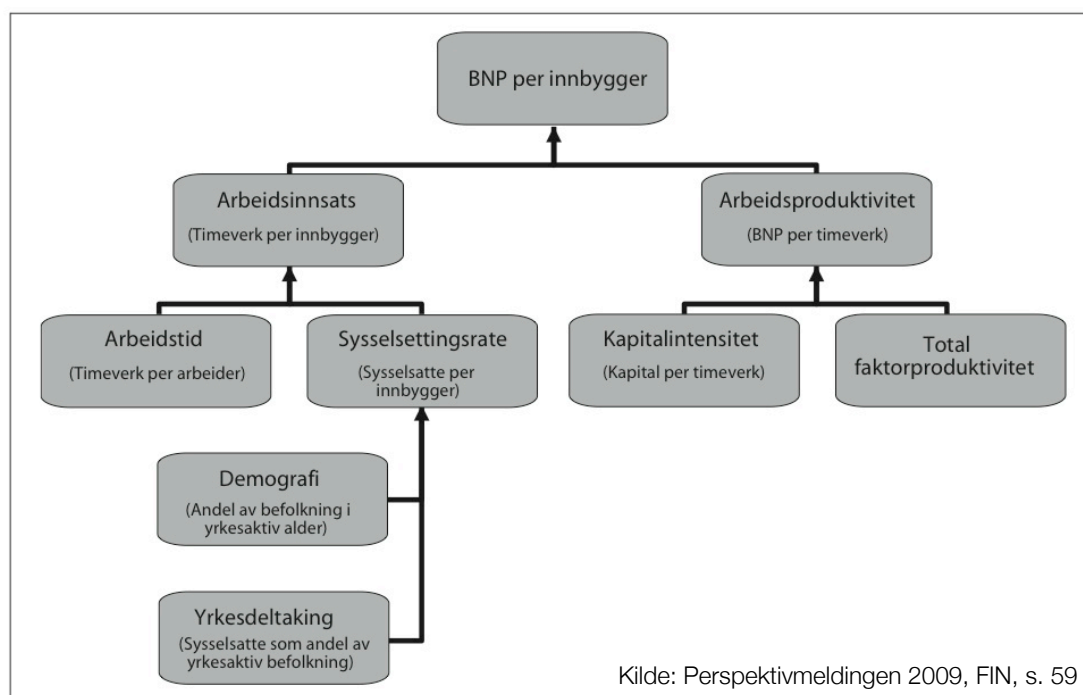 BNP per innbygger
Arbeidsinnsats
(Timeverk per innbygger)
Arbeidsproduktivitet
(BNP per timeverk)
Arbeidstid
(Timeverk per arbeider)
Sysselsettingsrate
(Sysselsatte per
innbygger)
Kapitalintensitet
(Kapital per timeverk)
Total
faktorproduktivitet
Demografi
(Andel av befolkning i
yrkesaktiv alder)
Yrkesdeltaking
(Sysselsatte som andel av
yrkesaktiv befolkning)
Kilde: Perspektivmeldingen 2009, FIN, s. 59